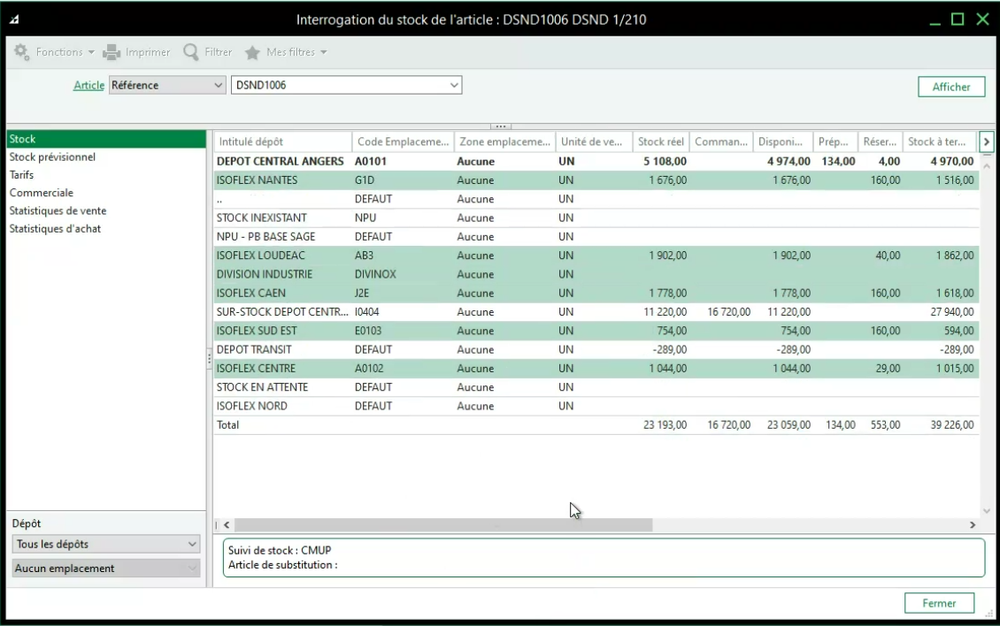 Interrogation du stock de l'article : DSND1006 DSND 1/210
Fonctions Imprimer Filtrer Mes filtres
Article Référence DSND1006 Afficher
Stock
Stock prévisionnel
Tarifs
Commerciale
Statistiques de vente
Statistiques d'achat
Intitulé dépôt Code Emplaceme... Zone emplaceme... Unité de ve... Stock réel Comman... Disponi... Prép... Réser... Stock à ter...
DEPOT CENTRAL ANGERS A0101 Aucune UN 5 108,00 4 974,00 134,00 4,00 4 970,00
ISOFLEX NANTES G1D Aucune UN 1 676,00 1 676,00 160,00 1 516,00
.. DEFAUT Aucune UN
STOCK INEXISTANT NPU Aucune UN
NPU - PB BASE SAGE DEFAUT Aucune UN
ISOFLEX LOUDEAC AB3 Aucune UN 1 902,00 1 902,00 40,00 1 862,00
DIVISION INDUSTRIE DIVINOX Aucune UN
ISOFLEX CAEN J2E Aucune UN 1 778,00 1 778,00 160,00 1 618,00
SUR-STOCK DEPOT CENTR... I0404 Aucune UN 11 220,00 16 720,00 11 220,00 27 940,00
ISOFLEX SUD EST E0103 Aucune UN 754,00 754,00 160,00 594,00
DEPOT TRANSIT DEFAUT Aucune UN -289,00 -289,00 -289,00
ISOFLEX CENTRE A0102 Aucune UN 1 044,00 1 044,00 29,00 1 015,00
STOCK EN ATTENTE DEFAUT Aucune UN
ISOFLEX NORD DEFAUT Aucune UN
Total 23 193,00 16 720,00 23 059,00 134,00 553,00 39 226,00
Dépôt
Tous les dépôts
Aucun emplacement
Suivi de stock : CMUP
Article de substitution :
Fermer